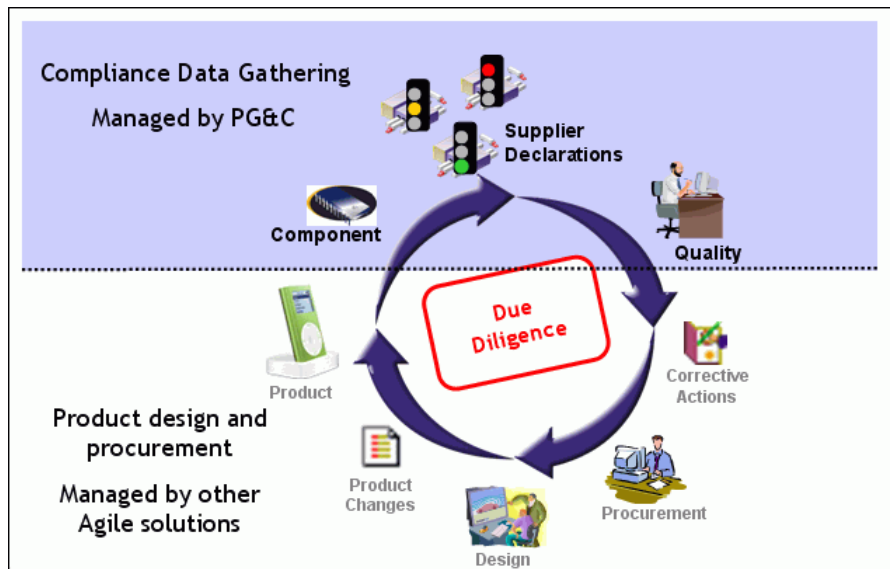 Compliance Data Gathering
Managed by PG&C
Supplier
Declarations
Component
Quality
Due
Diligence
Product
Corrective
Actions
Product design and
procurement
Managed by other
Agile solutions
Product
Changes
Procurement
Design